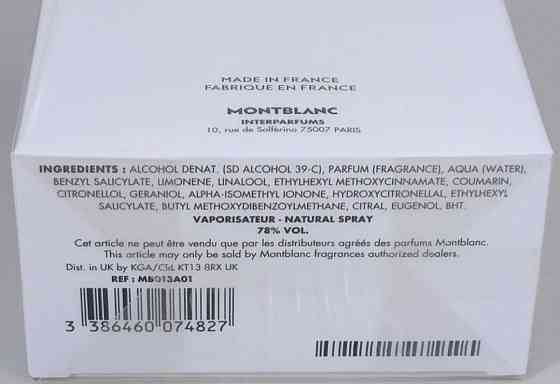 MADE IN FRANCE
FABRIQUE EN FRANCE
MONTBLANC
INTERPARFUMS
10, rue de Solférino 75007 PARIS
INGREDIENTS : ALCOHOL DENAT. (SD ALCOHOL 39-C), PARFUM (FRAGRANCE), AQUA (WATER),
BENZYL SALICYLATE, LIMONENE, LINALOOL, ETHYLHEXYL METHOXYCINNAMATE, COUMARIN,
CITRONELLOL, GERANIOL, ALPHA-ISOMETHYL IONONE, HYDROXYCITRONELLAL, ETHYLHEXYL
SALICYLATE, BUTYL METHOXYDIBENZOYLMETHANE, CITRAL, EUGENOL, BHT.
VAPORISATEUR - NATURAL SPRAY
78% VOL.
Cet article ne peut être vendu que par les distributeurs agréés des parfums Montblanc.
This article may only be sold by Montblanc fragrances authorized dealers.
Dist. in UK by KGA/CSL KT13 8RX UK
REF : MB013A01
3 386460 074827